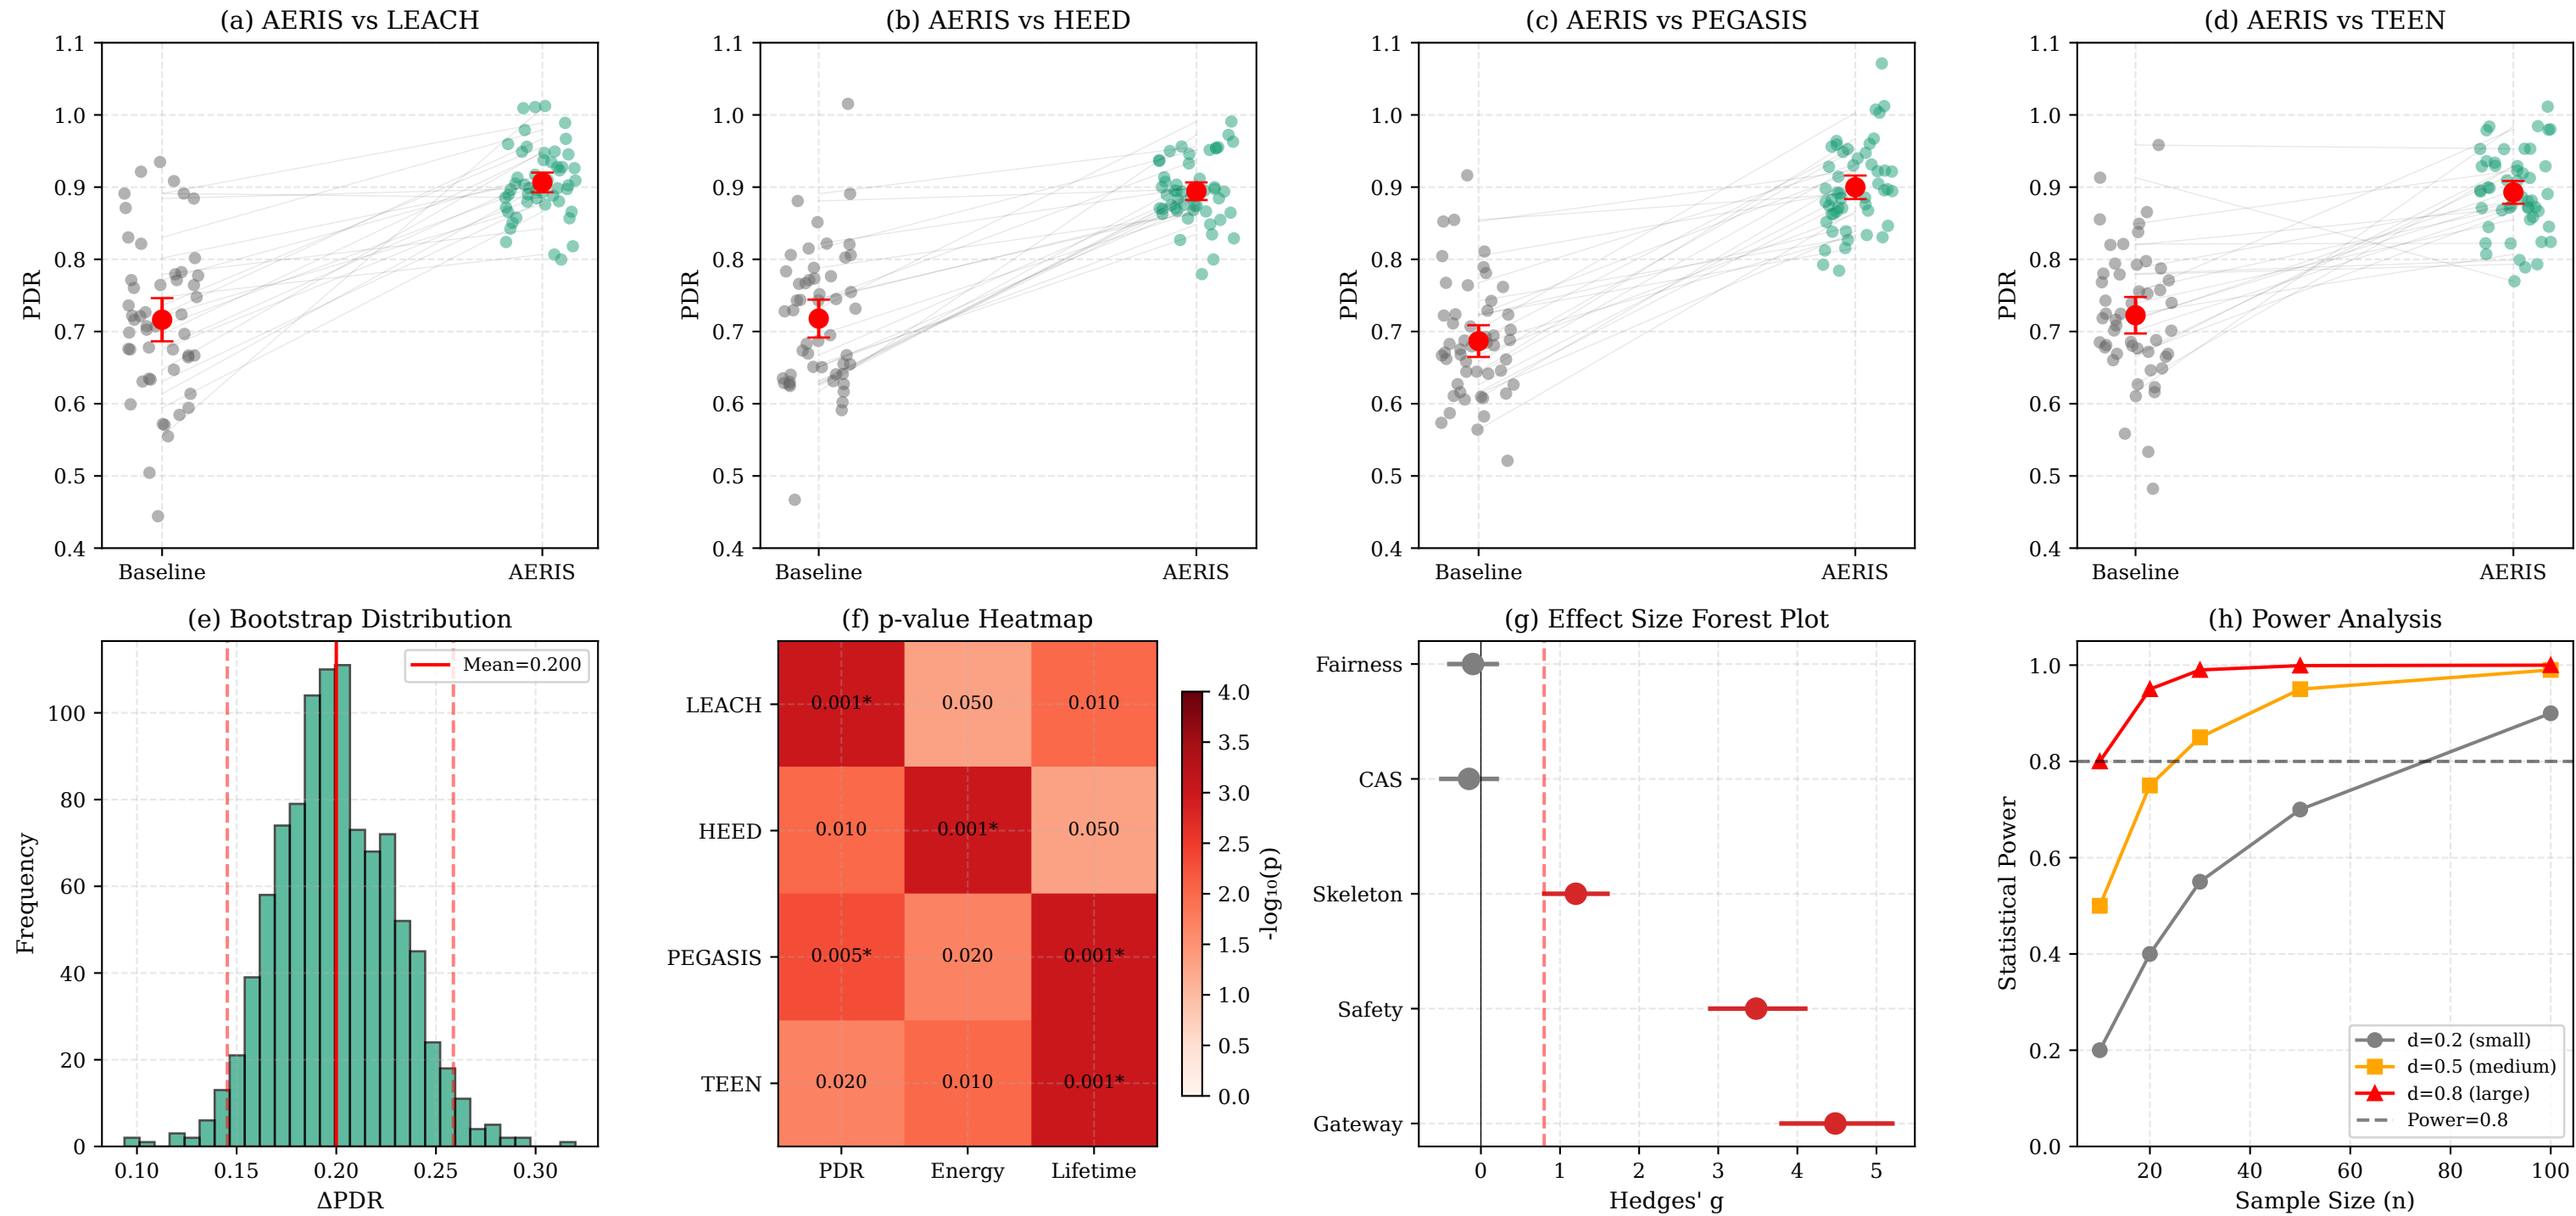 (a) AERIS vs LEACH
PDR
1.1
1.0
0.9
0.8
0.7
0.6
0.5
0.4
Baseline
AERIS
(b) AERIS vs HEED
PDR
1.1
1.0
0.9
0.8
0.7
0.6
0.5
0.4
Baseline
AERIS
(c) AERIS vs PEGASIS
PDR
1.1
1.0
0.9
0.8
0.7
0.6
0.5
0.4
Baseline
AERIS
(d) AERIS vs TEEN
PDR
1.1
1.0
0.9
0.8
0.7
0.6
0.5
0.4
Baseline
AERIS
(e) Bootstrap Distribution
Mean=0.200
Frequency
100
80
60
40
20
0
0.10
0.15
0.20
0.25
0.30
ΔPDR
(f) p-value Heatmap
LEACH
0.001*
0.050
0.010
HEED
0.010
0.001*
0.050
PEGASIS
0.005*
0.020
0.001*
TEEN
0.020
0.010
0.001*
PDR
Energy
Lifetime
4.0
3.5
3.0
2.5
2.0
1.5
1.0
0.5
0.0
-log₁₀(p)
(g) Effect Size Forest Plot
Fairness
CAS
Skeleton
Safety
Gateway
0
1
2
3
4
5
Hedges' g
(h) Power Analysis
Statistical Power
1.0
0.8
0.6
0.4
0.2
0.0
d=0.2 (small)
d=0.5 (medium)
d=0.8 (large)
Power=0.8
20
40
60
80
100
Sample Size (n)